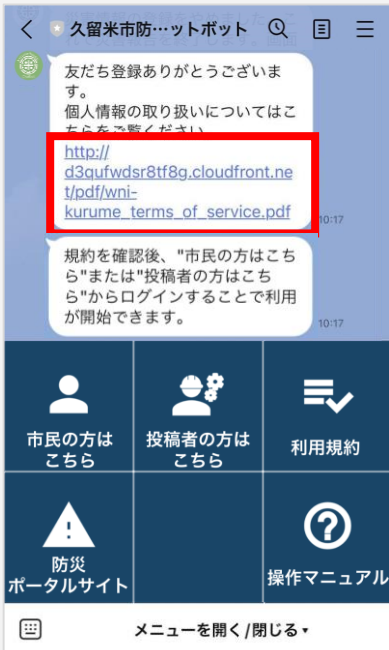 久留米市防…ットボット
友だち登録ありがとうございま
す。
個人情報の取り扱いについてはこ
ちらをご覧ください
http://
d3qufwdsr8tf8g.cloudfront.ne
t/pdf/wni-
kurume_terms_of_service.pdf
10:17
規約を確認後、"市民の方はこち
ら"または"投稿者の方はこち
ら"からログインすることで利用
が開始できます。
10:17
市民の方は
こちら
投稿者の方は
こちら
利用規約
防災
ポータルサイト
操作マニュアル
メニューを開く/閉じる▾